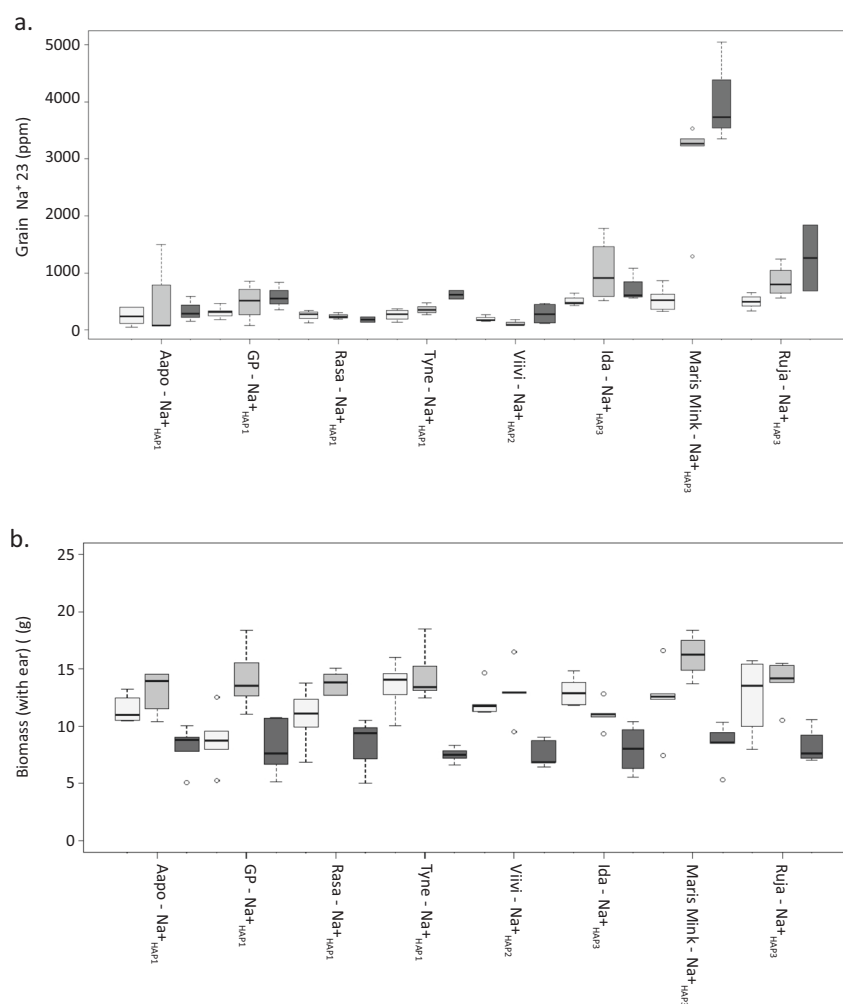 a.
Grain Na⁺ 23 (ppm)
5000
4000
3000
2000
1000
0
Aapo - Na+HAP1
GP - Na+HAP1
Rasa - Na+HAP1
Tyne - Na+HAP1
Viivi - Na+HAP2
Ida - Na+HAP3
Maris Mink - Na+HAP3
Ruja - Na+HAP3
b.
Biomass (with ear) ( (g)
25
20
15
10
5
0
Aapo - Na+HAP1
GP - Na+HAP1
Rasa - Na+HAP1
Tyne - Na+HAP1
Viivi - Na+HAP2
Ida - Na+HAP3
Maris Mink - Na+HAP3
Ruja - Na+HAP3